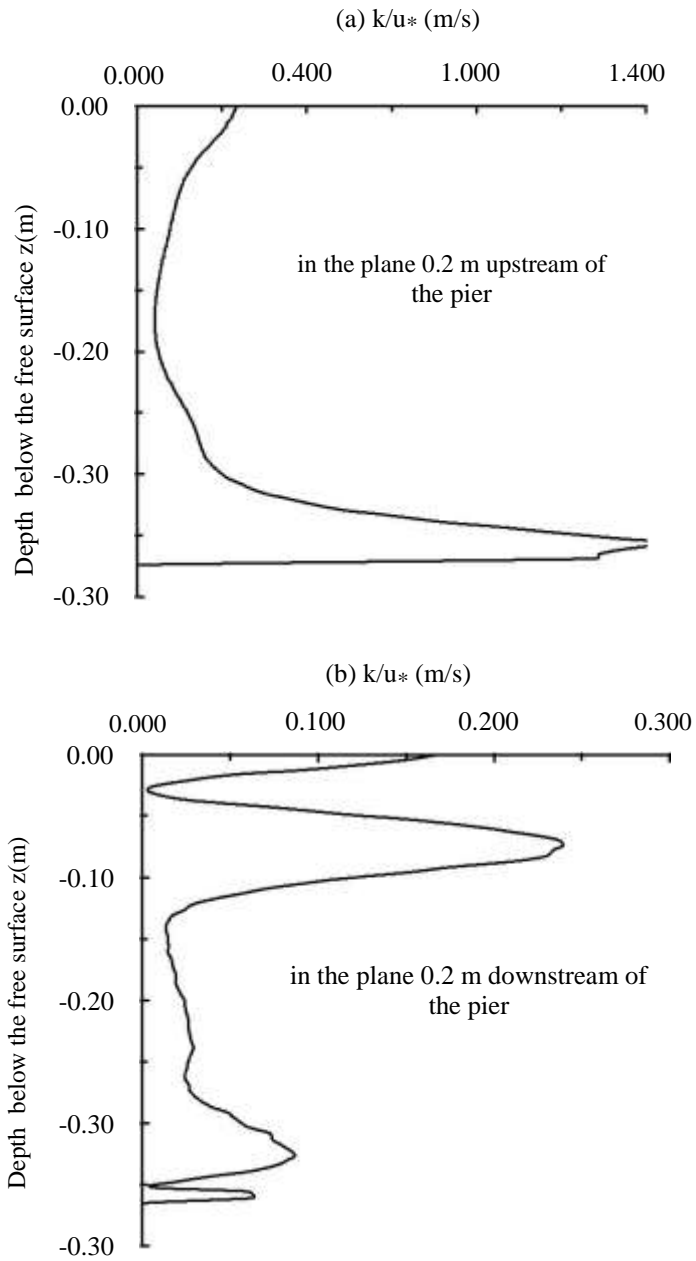 (a) k/u* (m/s)
0.000 0.400 1.000 1.400
0.00
-0.10
-0.20
-0.30
-0.30
Depth below the free surface z(m)
in the plane 0.2 m upstream of
the pier
(b) k/u* (m/s)
0.000 0.100 0.200 0.300
0.00
-0.10
-0.20
-0.30
-0.30
Depth below the free surface z(m)
in the plane 0.2 m downstream of
the pier